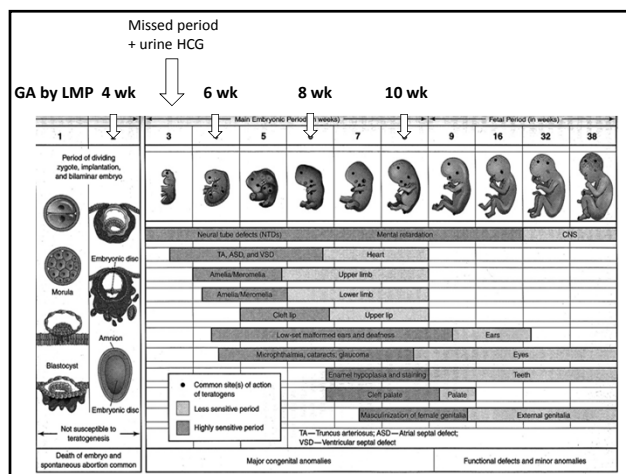 Missed period
+ urine HCG
GA by LMP 4 wk 6 wk 8 wk 10 wk
Main Embryonic Period (in weeks) Fetal Period (in weeks)
1 3 5 7 9 16 32 38
Period of dividing
zygote, implantation,
and bilaminar embryo
Neural tube defects (NTDs) Mental retardation CNS
TA, ASD, and VSD Heart
Embryonic disc
Amelia/Meromelia Upper limb
Amelia/Meromelia Lower limb
Morula
Cleft lip Upper lip
Low-set malformed ears and deafness Ears
Amnion
Microphthalmia, cataracts, glaucoma Eyes
Blastocyst
Enamel hypoplasia and staining Teeth
Common site(s) of action
of teratogens
Cleft palate Palate
Less sensitive period
Embryonic disc
Masculinization of female genitalia External genitalia
Highly sensitive period
Not susceptible to
teratogenesis
TA—Truncus arteriosus; ASD—Atrial septal defect;
VSD—Ventricular septal defect
Death of embryo and
spontaneous abortion common
Major congenital anomalies
Functional defects and minor anomalies